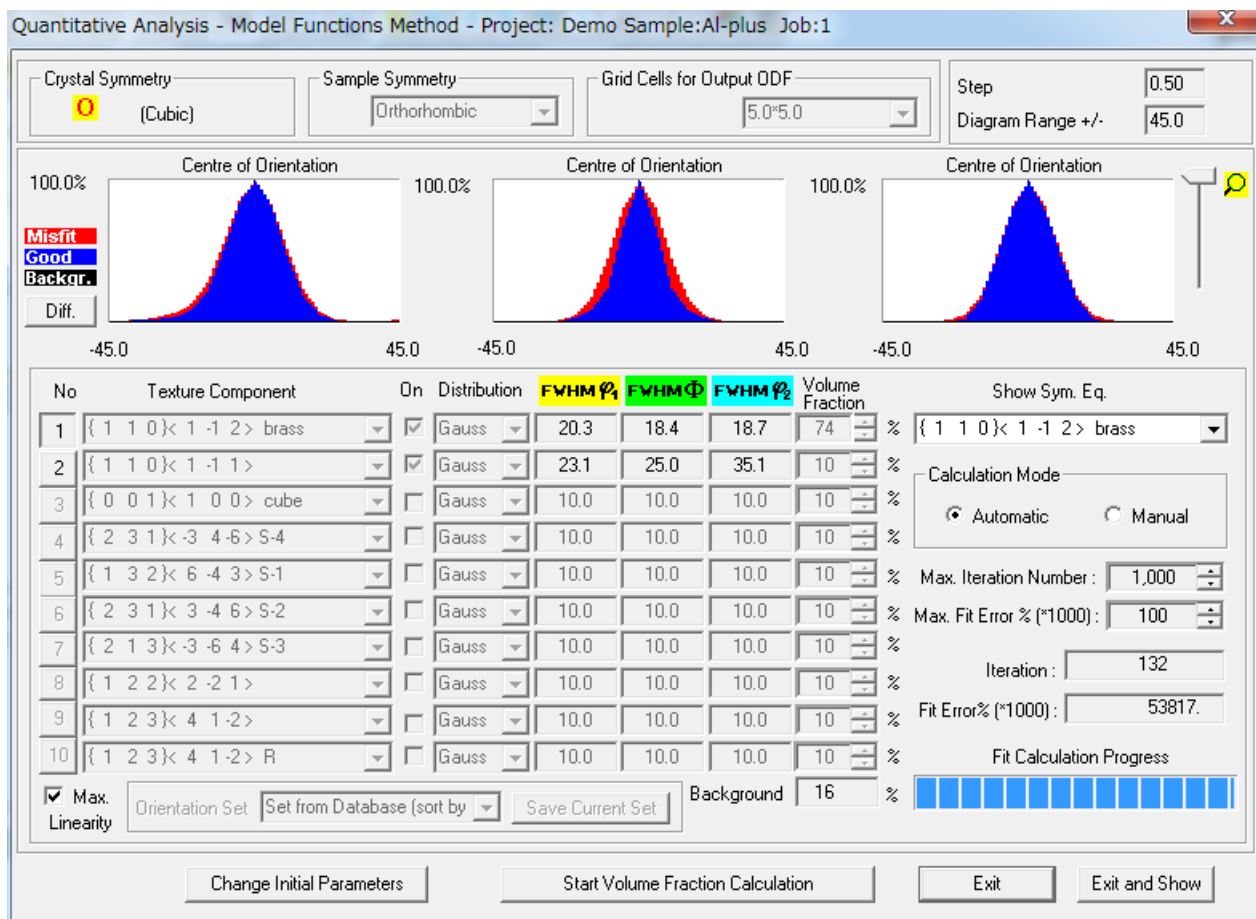 Quantitative Analysis - Model Functions Method - Project: Demo Sample:Al-plus Job:1
Crystal Symmetry
O (Cubic)
Sample Symmetry
Orthorhombic
Grid Cells for Output ODF
5.0*5.0
Step 0.50
Diagram Range +/- 45.0
Centre of Orientation Centre of Orientation Centre of Orientation
100.0% 100.0% 100.0%
Misfit
Good
Backgr.
Diff.
-45.0 45.0 -45.0 45.0 -45.0 45.0
No Texture Component On Distribution FWHM φ1 FWHM Φ FWHM φ2 Volume Fraction Show Sym. Eq.
1 { 1 1 0}< 1 -1 2> brass Gauss 20.3 18.4 18.7 74 % { 1 1 0}< 1 -1 2> brass
2 { 1 1 0}< 1 -1 1> Gauss 23.1 25.0 35.1 10 %
3 { 0 0 1}< 1 0 0> cube Gauss 10.0 10.0 10.0 10 %
4 { 2 3 1}< -3 4 -6> S-4 Gauss 10.0 10.0 10.0 10 %
5 { 1 3 2}< 6 -4 3> S-1 Gauss 10.0 10.0 10.0 10 %
6 { 2 3 1}< 3 -4 6> S-2 Gauss 10.0 10.0 10.0 10 %
7 { 2 1 3}< -3 -6 4> S-3 Gauss 10.0 10.0 10.0 10 %
8 { 1 2 2}< 2 -2 1> Gauss 10.0 10.0 10.0 10 %
9 { 1 2 3}< 4 1 -2> Gauss 10.0 10.0 10.0 10 %
10 { 1 2 3}< 4 1 -2> R Gauss 10.0 10.0 10.0 10 %
Calculation Mode
Automatic Manual
Max. Iteration Number : 1,000
Max. Fit Error % (*1000) : 100
Iteration : 132
Fit Error% (*1000) : 53817.
Fit Calculation Progress
Max. Linearity
Orientation Set Set from Database (sort by Save Current Set
Background 16 %
Change Initial Parameters Start Volume Fraction Calculation Exit Exit and Show